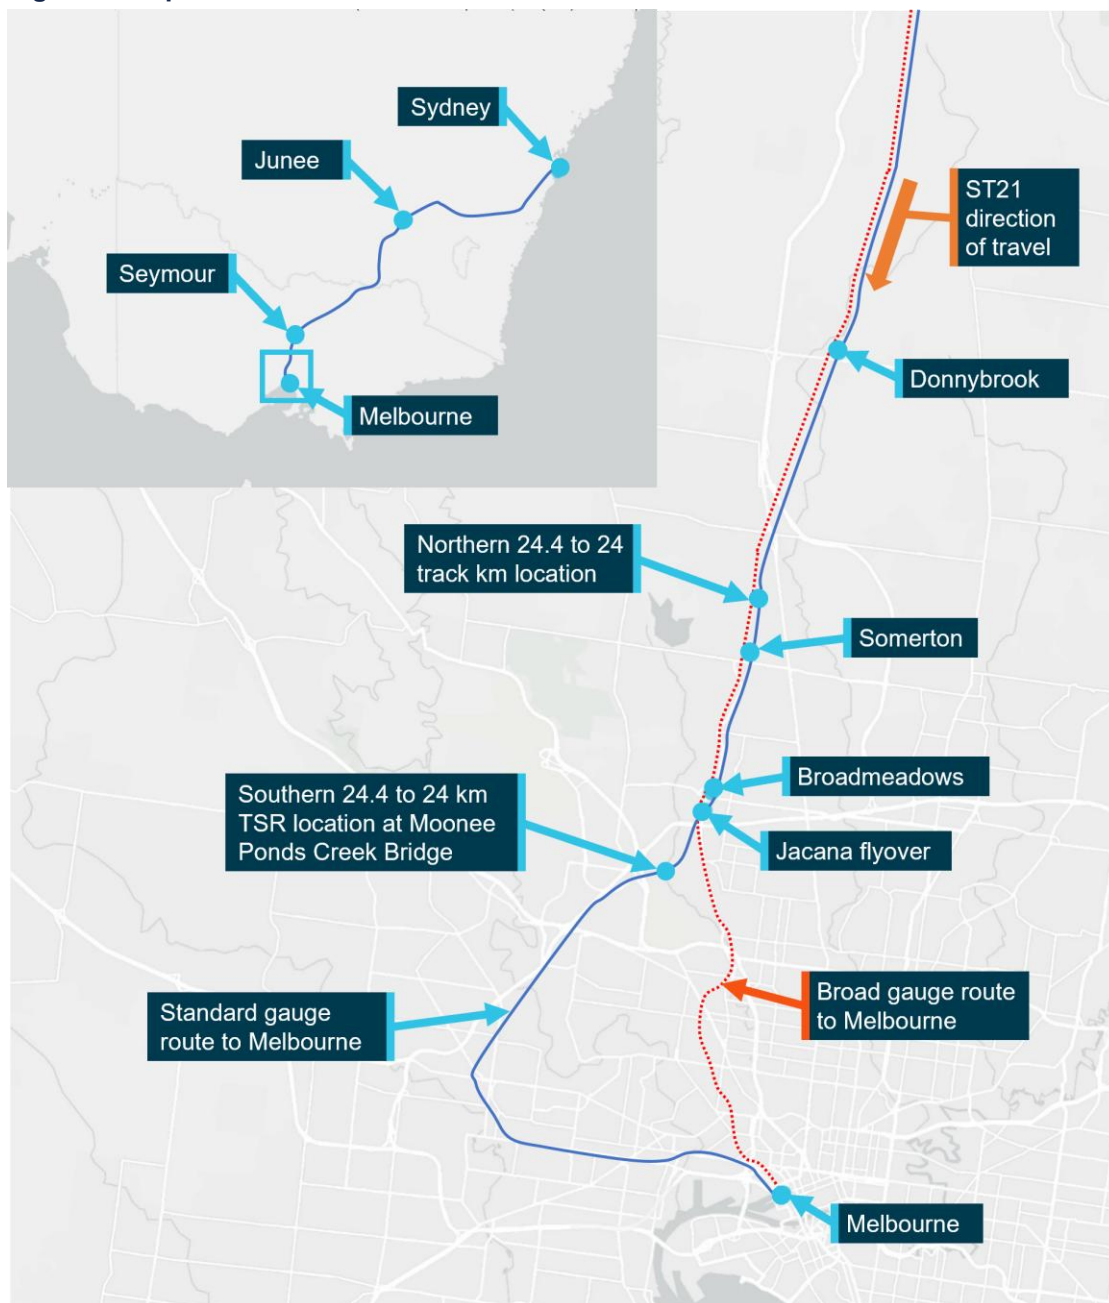 Sydney
Junee
Seymour
Melbourne
ST21
direction
of travel
Donnybrook
Northern 24.4 to 24
track km location
Somerton
Broadmeadows
Southern 24.4 to 24 km
TSR location at Moonee
Ponds Creek Bridge
Jacana flyover
Standard gauge
route to Melbourne
Broad gauge route
to Melbourne
Melbourne